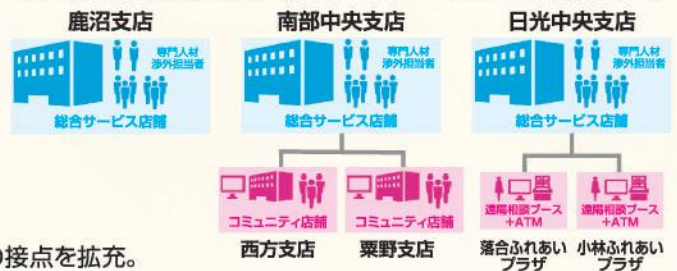 鹿沼支店
南部中央支店
日光中央支店
専門人材
渉外担当者
専門人材
渉外担当者
専門人材
渉外担当者
総合サービス店舗
総合サービス店舗
総合サービス店舗
コミュニティ店舗
コミュニティ店舗
遠隔相談ブース
+ATM
遠隔相談ブース
+ATM
西方支店
粟野支店
落合ふれあい
プラザ
小林ふれあい
プラザ
接点を拡充。